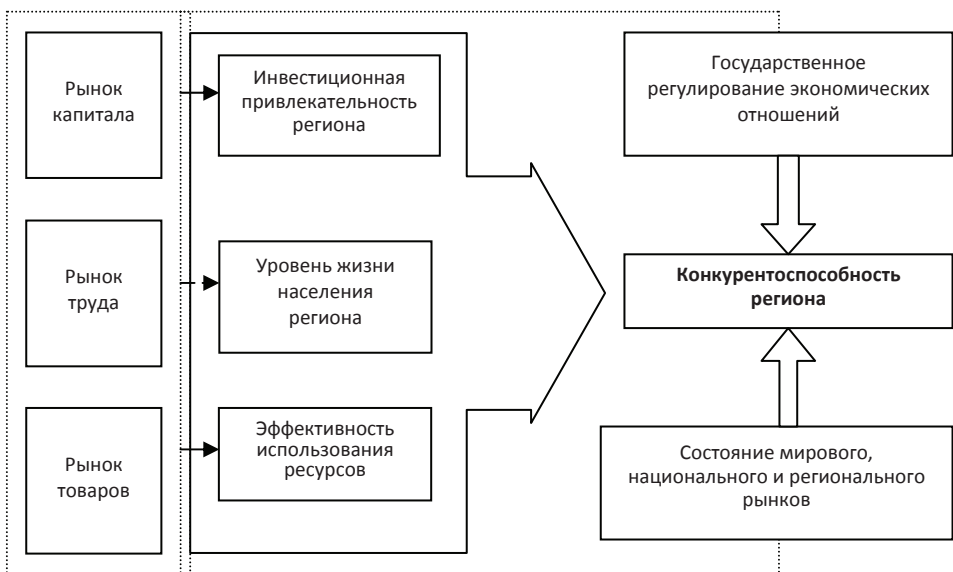 Рынок
капитала
Инвестиционная
привлекательность
региона
Государственное
регулирование экономических
отношений
Рынок
труда
Уровень жизни
населения
региона
Конкурентоспособность
региона
Рынок
товаров
Эффективность
использования
ресурсов
Состояние мирового,
национального и регионального
рынков